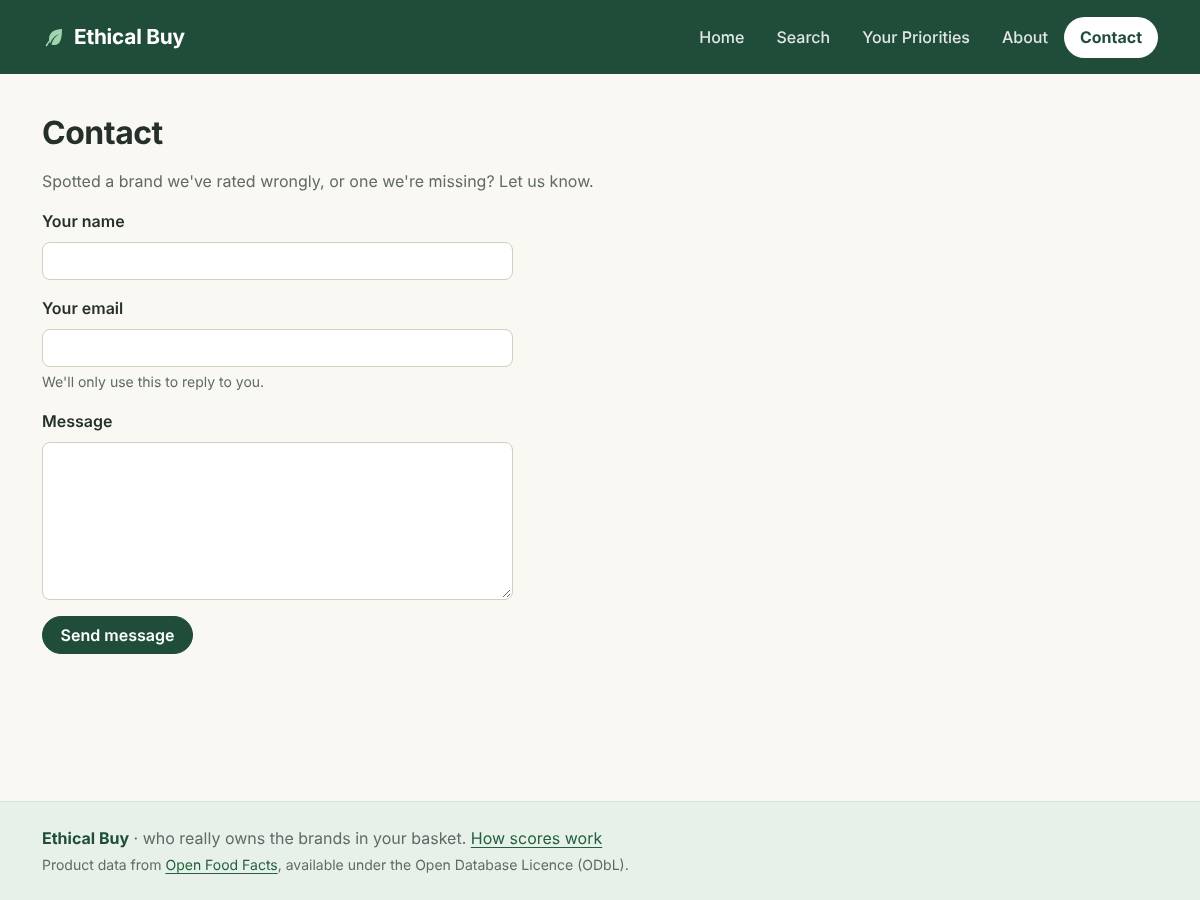 Ethical Buy
Home
Search
Your Priorities
About
Contact
Contact
Spotted a brand we've rated wrongly, or one we're missing? Let us know.
Your name
Your email
We'll only use this to reply to you.
Message
Send message
Ethical Buy · who really owns the brands in your basket. How scores work
Product data from Open Food Facts, available under the Open Database Licence (ODbL).